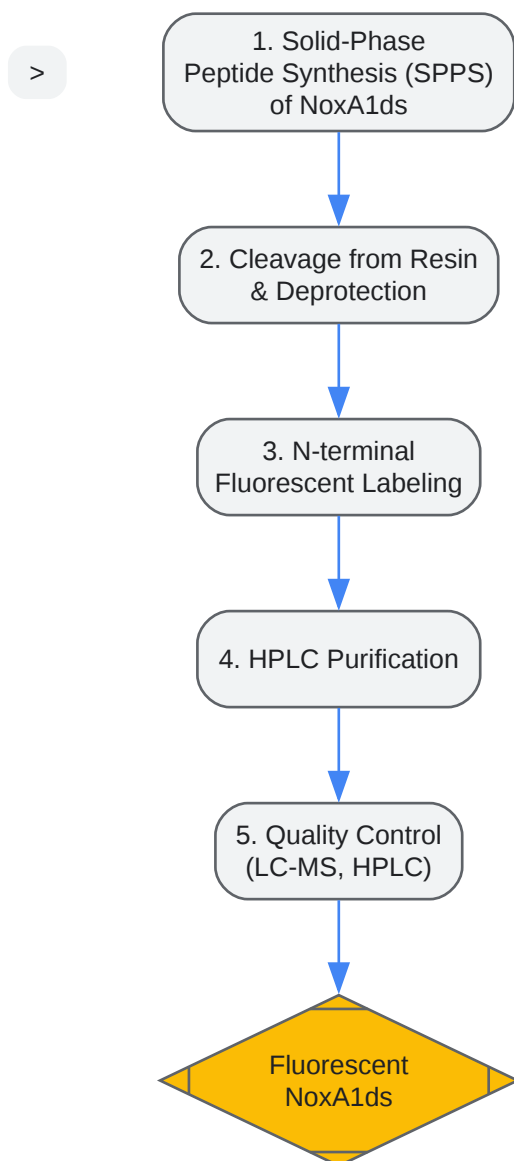 >
1. Solid-Phase
Peptide Synthesis (SPPS)
of NoxA1ds
2. Cleavage from Resin
& Deprotection
3. N-terminal
Fluorescent Labeling
4. HPLC Purification
5. Quality Control
(LC-MS, HPLC)
Fluorescent
NoxA1ds